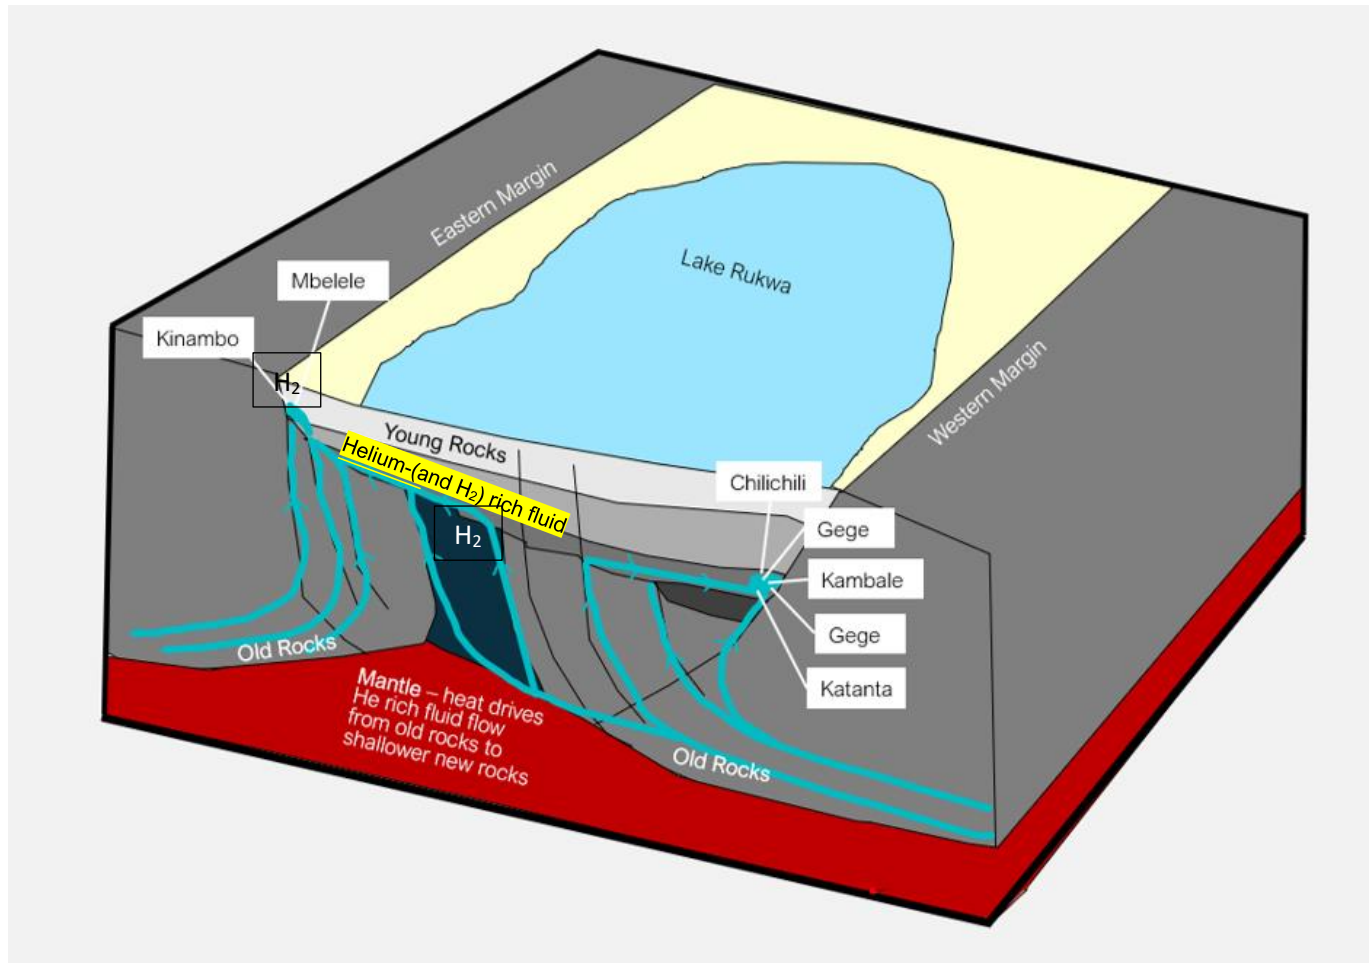 Eastern Margin
Mbelele
Lake Rukwa
Kinambo
H₂
Western Margin
Young Rocks
Helium-(and H₂) rich fluid
Chilichili
H₂
Gege
Kambale
Gege
Katanta
Old Rocks
Mantle – heat drives
He rich fluid flow
from old rocks to
shallower new rocks
Old Rocks